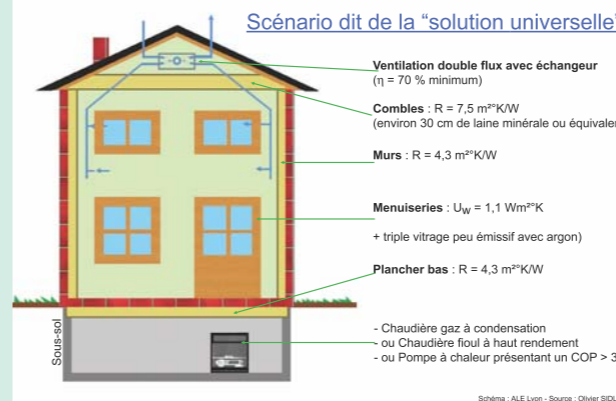 Scénario dit de la “solution universelle”
Ventilation double flux avec échangeur
(η = 70 % minimum)
Combles : R = 7,5 m²°K/W
(environ 30 cm de laine minérale ou équivalen
Murs : R = 4,3 m²°K/W
Menuiseries : Uw = 1,1 Wm²°K
+ triple vitrage peu émissif avec argon)
Plancher bas : R = 4,3 m²°K/W
Sous-sol
- Chaudière gaz à condensation
- ou Chaudière fioul à haut rendement
- ou Pompe à chaleur présentant un COP > 3
Schéma : ALE Lyon - Source : Olivier